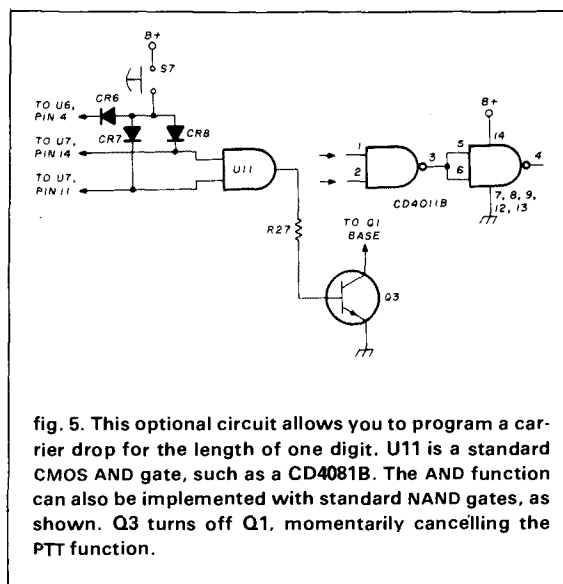 B+
S7
TO U6,
PIN 4
CR6
CR7
CR8
TO U7,
PIN 14
TO U7,
PIN 11
U11
R27
TO Q1
BASE
Q3
B+
1
2
3
5
6
14
4
7, 8, 9,
12, 13
CD4011B
fig. 5. This optional circuit allows you to program a car-
rier drop for the length of one digit. U11 is a standard
CMOS AND gate, such as a CD4081B. The AND function
can also be implemented with standard NAND gates, as
shown. Q3 turns off Q1, momentarily cancelling the
PTT function.